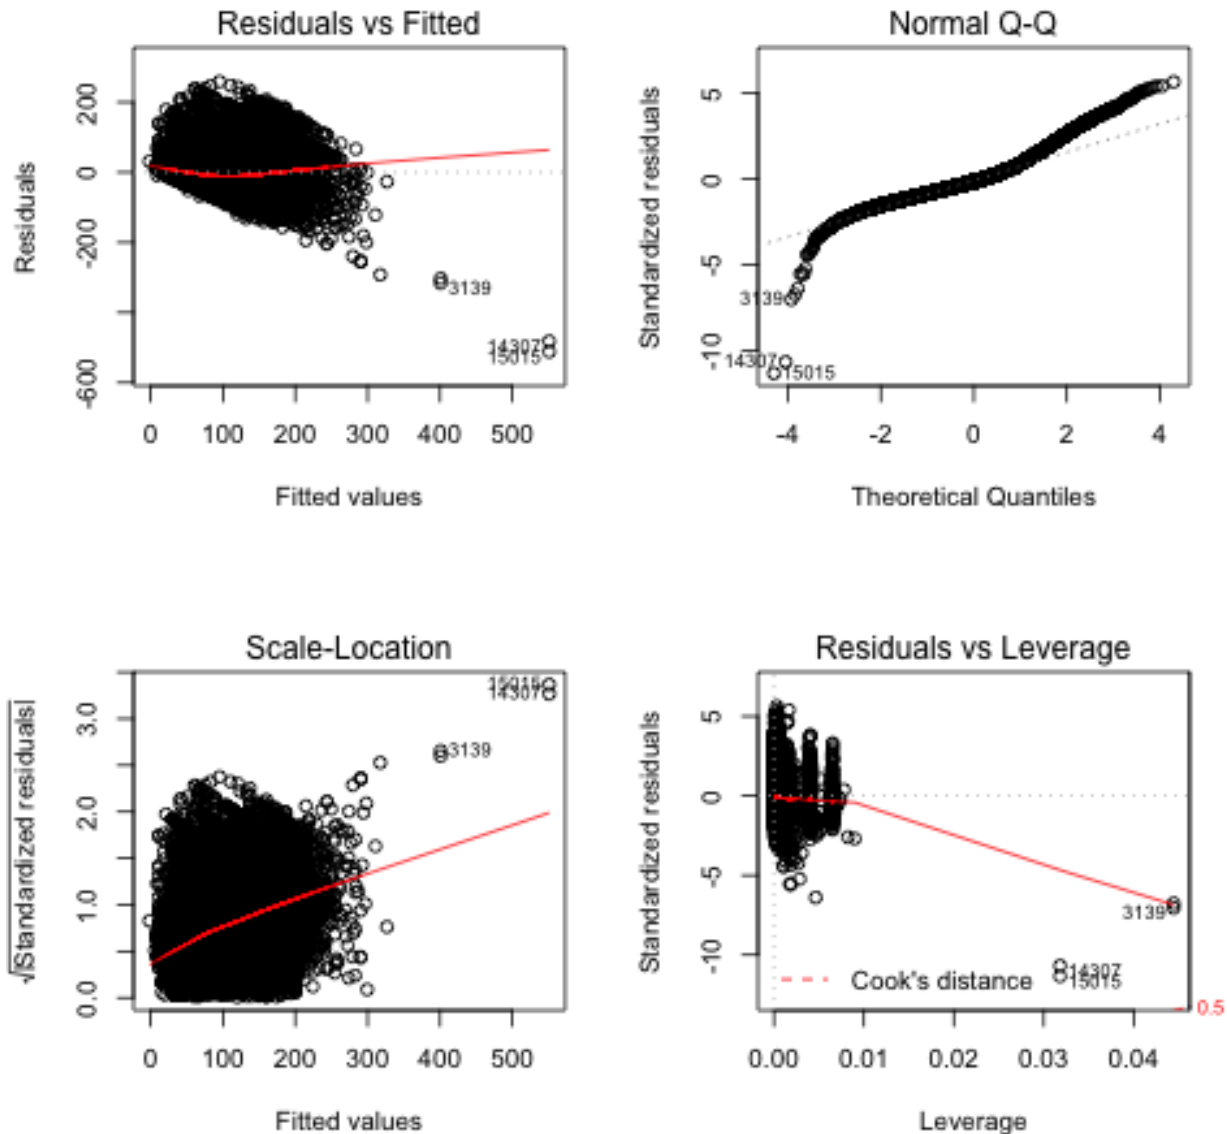 Residuals vs Fitted
Residuals
200
0
-200
-600
3139
14307
15015
0 100 200 300 400 500
Fitted values
Normal Q-Q
Standardized residuals
5
0
-5
-10
3139
14307
15015
-4 -2 0 2 4
Theoretical Quantiles
Scale-Location
√|Standardized residuals|
3.0
2.0
1.0
0.0
15015
14307
3139
0 100 200 300 400 500
Fitted values
Residuals vs Leverage
Standardized residuals
5
0
-5
-10
3139
14307
15015
Cook's distance
0.5
0.00 0.01 0.02 0.03 0.04
Leverage